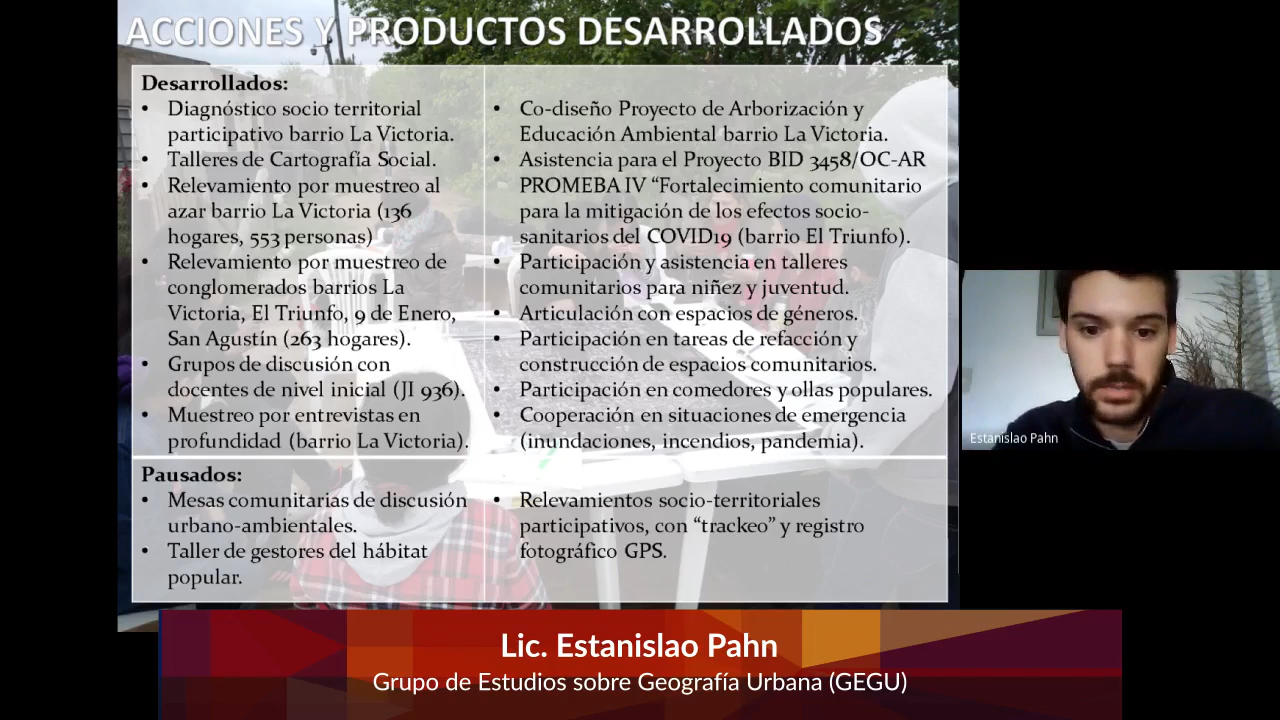 ACCIONES Y PRODUCTOS DESARROLLADOS
Desarrollados:
• Diagnóstico socio territorial
participativo barrio La Victoria.
• Talleres de Cartografía Social.
• Relevamiento por muestreo al
azar barrio La Victoria (136
hogares, 553 personas)
• Relevamiento por muestreo de
conglomerados barrios La
Victoria, El Triunfo, 9 de Enero,
San Agustín (263 hogares).
• Grupos de discusión con
docentes de nivel inicial (JI 936).
• Muestreo por entrevistas en
profundidad (barrio La Victoria).
• Co-diseño Proyecto de Arborización y
Educación Ambiental barrio La Victoria.
• Asistencia para el Proyecto BID 3458/OC-AR
PROMEBA IV “Fortalecimiento comunitario
para la mitigación de los efectos socio-
sanitarios del COVID19 (barrio El Triunfo).
• Participación y asistencia en talleres
comunitarios para niñez y juventud.
• Articulación con espacios de géneros.
• Participación en tareas de refacción y
construcción de espacios comunitarios.
• Participación en comedores y ollas populares.
• Cooperación en situaciones de emergencia
(inundaciones, incendios, pandemia).
Pausados:
• Mesas comunitarias de discusión
urbano-ambientales.
• Taller de gestores del hábitat
popular.
• Relevamientos socio-territoriales
participativos, con “trackeo” y registro
fotográfico GPS.
Estanislao Pahn
Lic. Estanislao Pahn
Grupo de Estudios sobre Geografía Urbana (GEGU)